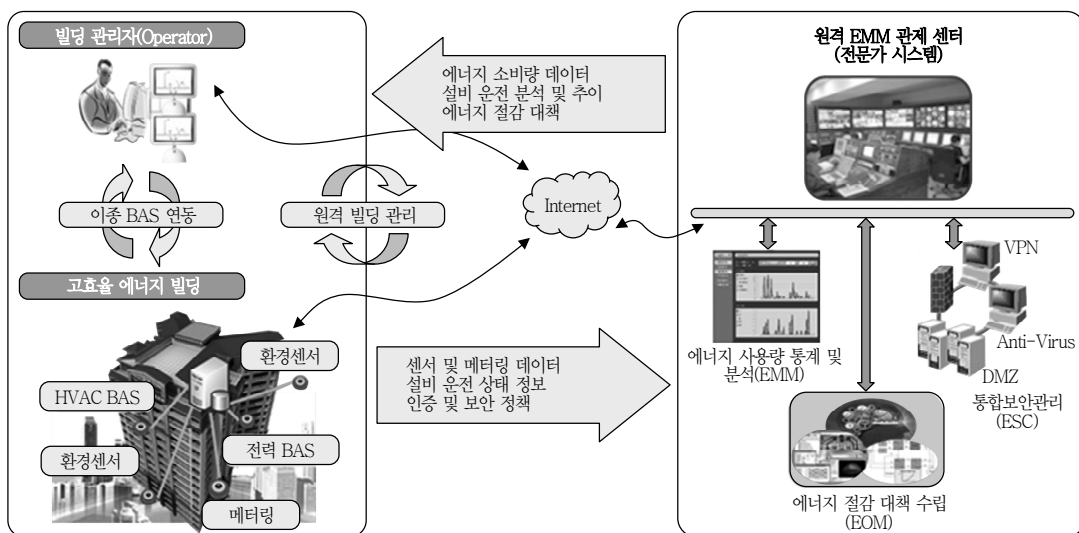 빌딩 관리자(Operator)
이종 BAS 연동
고효율 에너지 빌딩
환경센서
HVAC BAS
환경센서
전력 BAS
메터링
원격 빌딩 관리
에너지 소비량 데이터
설비 운전 분석 및 추이
에너지 절감 대책
Internet
센서 및 메터링 데이터
설비 운전 상태 정보
인증 및 보안 정책
원격 EMM 관제 센터
(전문가 시스템)
에너지 사용량 통계 및
분석(EMM)
VPN
Anti-Virus
DMZ
통합보안관리
(ESC)
에너지 절감 대책 수립
(EOM)